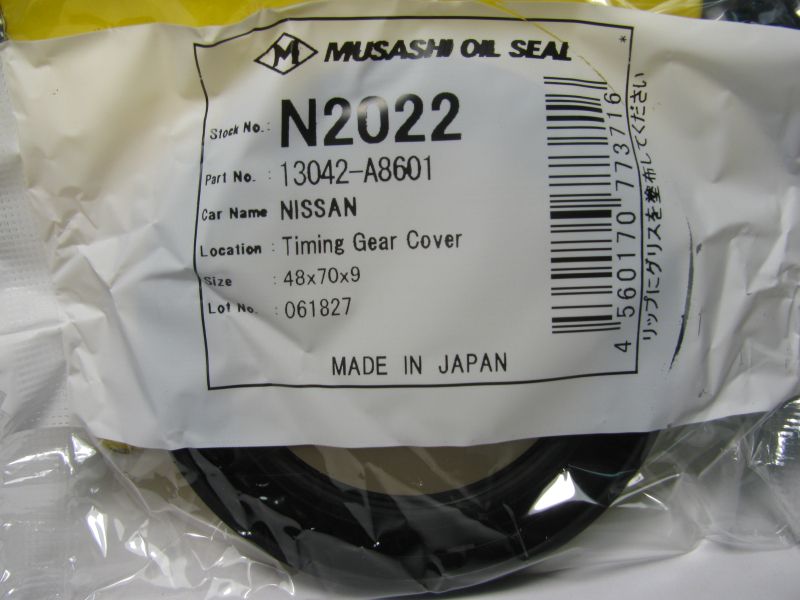 M MUSASHI OIL SEAL
Stock No. : N2022
Part No. : 13042-A8601
Car Name NISSAN
Location : Timing Gear Cover
Size : 48x70x9
Lot No. : 061827
MADE IN JAPAN
4 560170 773716
リップにグリスを塗布してください
*